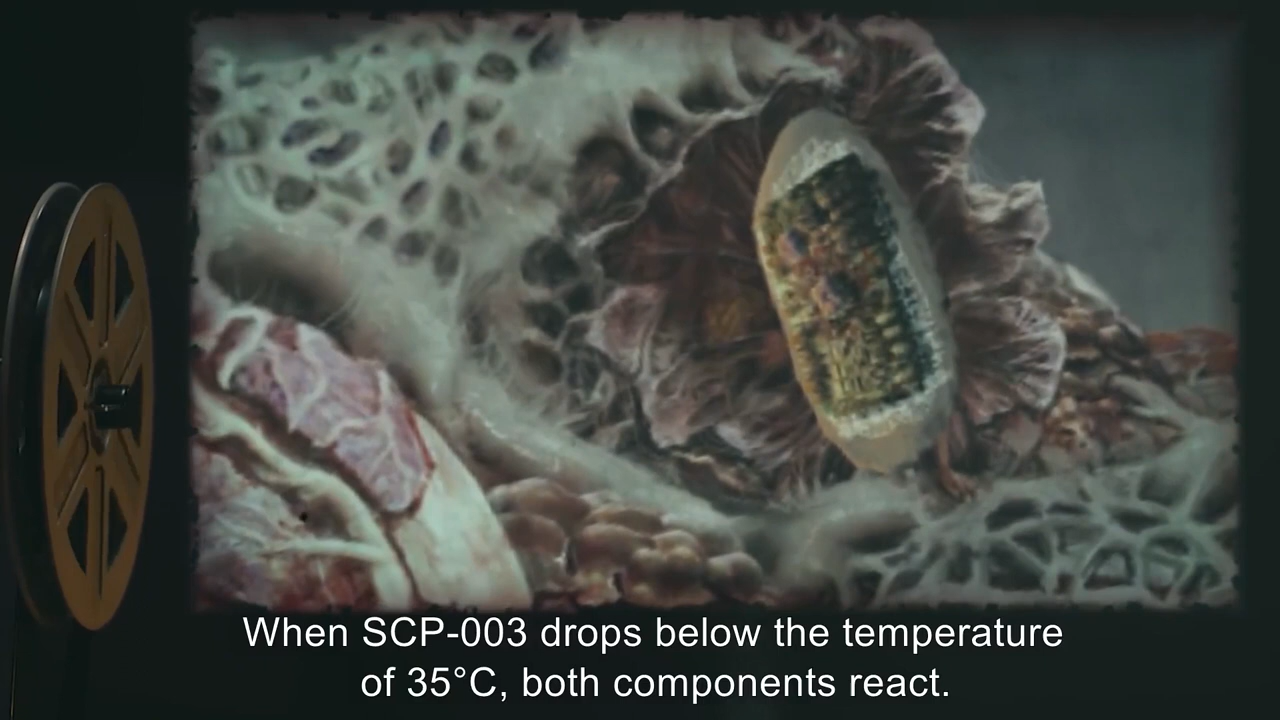 When SCP-003 drops below the temperature
of 35°C, both components react.